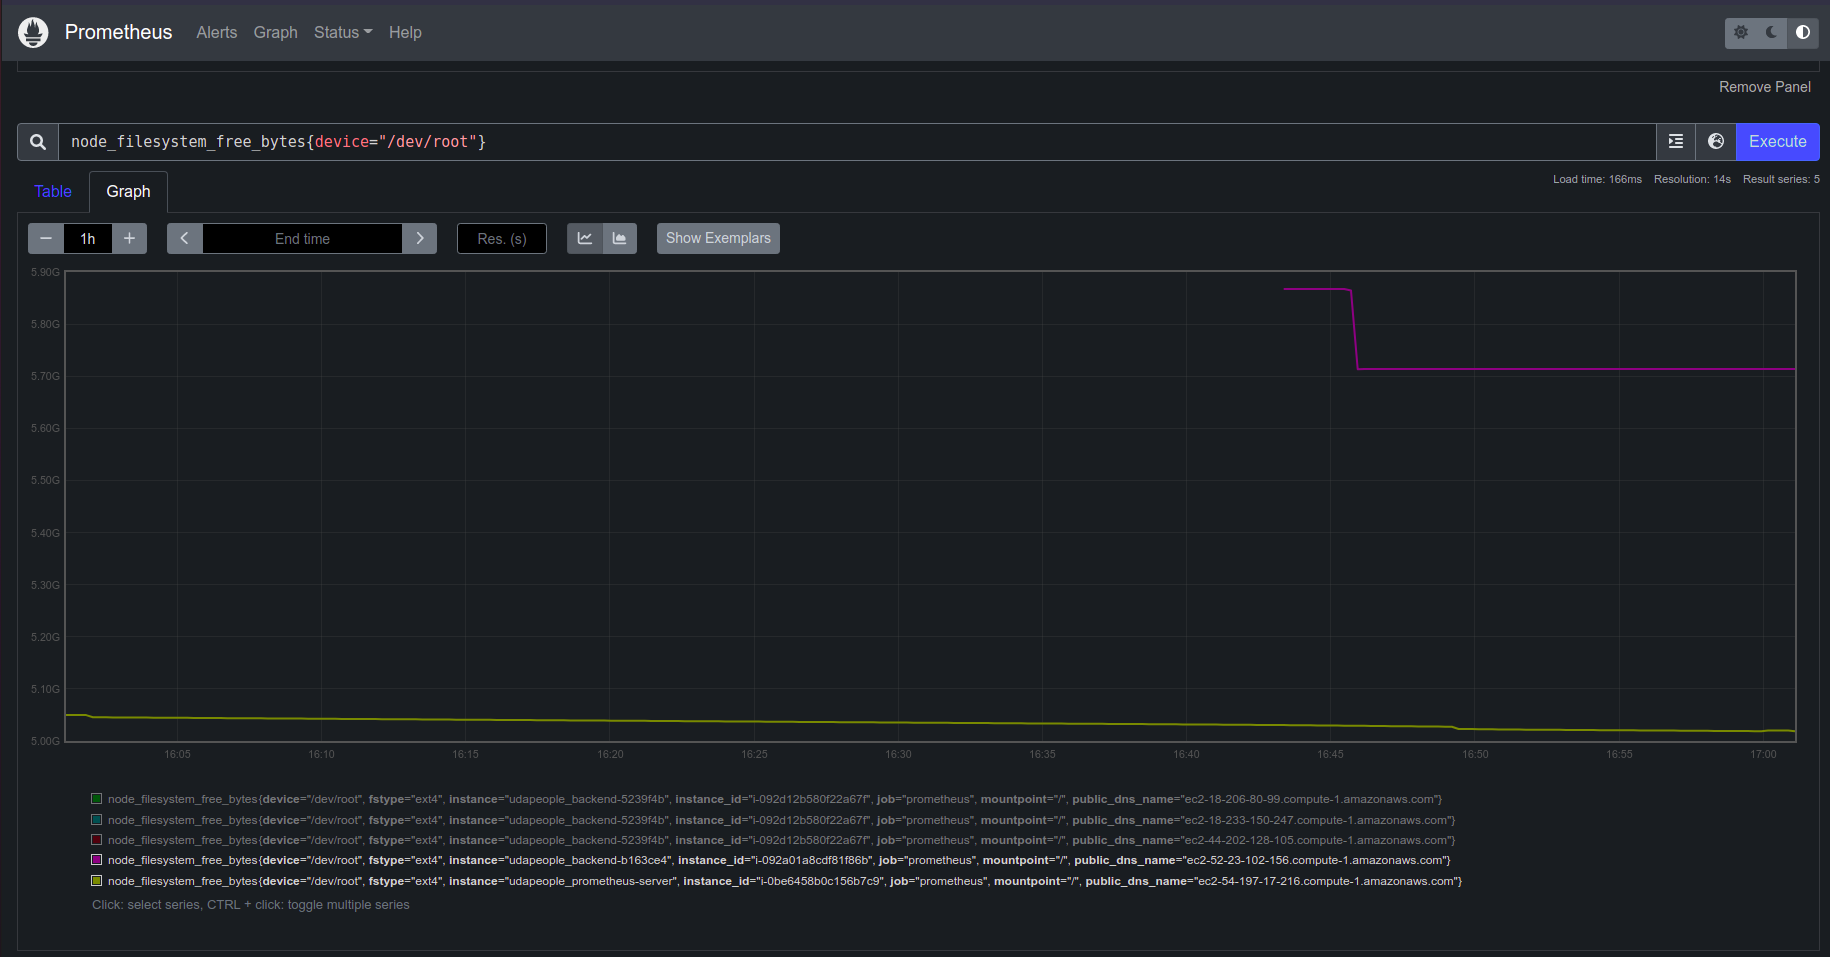 Prometheus Alerts Graph Status Help
Remove Panel
node_filesystem_free_bytes{device="/dev/root"}
Execute
Table Graph
Load time: 166ms Resolution: 14s Result series: 5
1h End time Res. (s) Show Exemplars
5.90G
5.80G
5.70G
5.60G
5.50G
5.40G
5.30G
5.20G
5.10G
5.00G
16:05 16:10 16:15 16:20 16:25 16:30 16:35 16:40 16:45 16:50 16:55 17:00
node_filesystem_free_bytes{device="/dev/root", fstype="ext4", instance="udapeople_backend-5239f4b", instance_id="i-092d12b580f22a67f", job="prometheus", mountpoint="/", public_dns_name="ec2-18-206-80-99.compute-1.amazonaws.com"}
node_filesystem_free_bytes{device="/dev/root", fstype="ext4", instance="udapeople_backend-5239f4b", instance_id="i-092d12b580f22a67f", job="prometheus", mountpoint="/", public_dns_name="ec2-18-233-150-247.compute-1.amazonaws.com"}
node_filesystem_free_bytes{device="/dev/root", fstype="ext4", instance="udapeople_backend-5239f4b", instance_id="i-092d12b580f22a67f", job="prometheus", mountpoint="/", public_dns_name="ec2-44-202-128-105.compute-1.amazonaws.com"}
node_filesystem_free_bytes{device="/dev/root", fstype="ext4", instance="udapeople_backend-b163ce4", instance_id="i-092a01a8cdf81f86b", job="prometheus", mountpoint="/", public_dns_name="ec2-52-23-102-156.compute-1.amazonaws.com"}
node_filesystem_free_bytes{device="/dev/root", fstype="ext4", instance="udapeople_prometheus-server", instance_id="i-0be6458b0c156b7c9", job="prometheus", mountpoint="/", public_dns_name="ec2-54-197-17-216.compute-1.amazonaws.com"}
Click: select series, CTRL + click: toggle multiple series